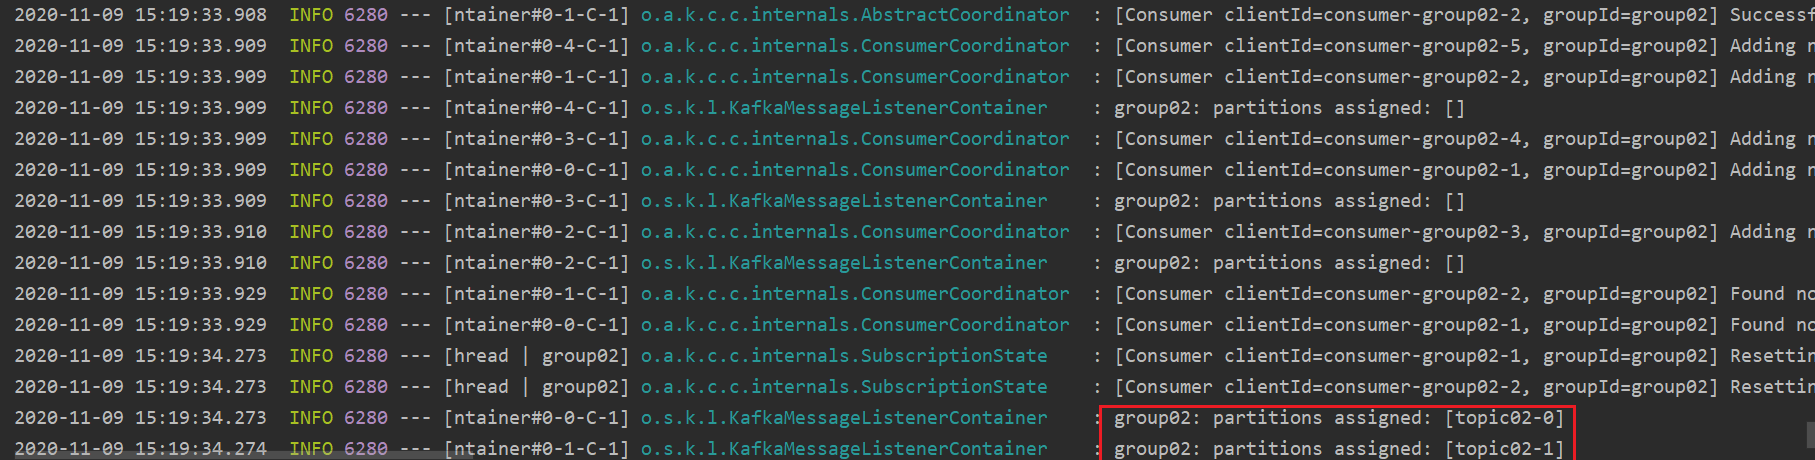 2020-11-09 15:19:33.908  INFO 6280 --- [ntainer#0-1-C-1] o.a.k.c.c.internals.AbstractCoordinator  : [Consumer clientId=consumer-group02-2, groupId=group02] Successf
2020-11-09 15:19:33.909  INFO 6280 --- [ntainer#0-4-C-1] o.a.k.c.c.internals.ConsumerCoordinator  : [Consumer clientId=consumer-group02-5, groupId=group02] Adding n
2020-11-09 15:19:33.909  INFO 6280 --- [ntainer#0-1-C-1] o.a.k.c.c.internals.ConsumerCoordinator  : [Consumer clientId=consumer-group02-2, groupId=group02] Adding n
2020-11-09 15:19:33.909  INFO 6280 --- [ntainer#0-4-C-1] o.s.k.l.KafkaMessageListenerContainer    : group02: partitions assigned: []
2020-11-09 15:19:33.909  INFO 6280 --- [ntainer#0-3-C-1] o.a.k.c.c.internals.ConsumerCoordinator  : [Consumer clientId=consumer-group02-4, groupId=group02] Adding n
2020-11-09 15:19:33.909  INFO 6280 --- [ntainer#0-0-C-1] o.a.k.c.c.internals.ConsumerCoordinator  : [Consumer clientId=consumer-group02-1, groupId=group02] Adding n
2020-11-09 15:19:33.909  INFO 6280 --- [ntainer#0-3-C-1] o.s.k.l.KafkaMessageListenerContainer    : group02: partitions assigned: []
2020-11-09 15:19:33.910  INFO 6280 --- [ntainer#0-2-C-1] o.a.k.c.c.internals.ConsumerCoordinator  : [Consumer clientId=consumer-group02-3, groupId=group02] Adding n
2020-11-09 15:19:33.910  INFO 6280 --- [ntainer#0-2-C-1] o.s.k.l.KafkaMessageListenerContainer    : group02: partitions assigned: []
2020-11-09 15:19:33.929  INFO 6280 --- [ntainer#0-1-C-1] o.a.k.c.c.internals.ConsumerCoordinator  : [Consumer clientId=consumer-group02-2, groupId=group02] Found no
2020-11-09 15:19:33.929  INFO 6280 --- [ntainer#0-0-C-1] o.a.k.c.c.internals.ConsumerCoordinator  : [Consumer clientId=consumer-group02-1, groupId=group02] Found no
2020-11-09 15:19:34.273  INFO 6280 --- [hread | group02] o.a.k.c.c.internals.SubscriptionState    : [Consumer clientId=consumer-group02-1, groupId=group02] Resettin
2020-11-09 15:19:34.273  INFO 6280 --- [hread | group02] o.a.k.c.c.internals.SubscriptionState    : [Consumer clientId=consumer-group02-2, groupId=group02] Resettin
2020-11-09 15:19:34.273  INFO 6280 --- [ntainer#0-0-C-1] o.s.k.l.KafkaMessageListenerContainer    : group02: partitions assigned: [topic02-0]
2020-11-09 15:19:34.274  INFO 6280 --- [ntainer#0-1-C-1] o.s.k.l.KafkaMessageListenerContainer    : group02: partitions assigned: [topic02-1]